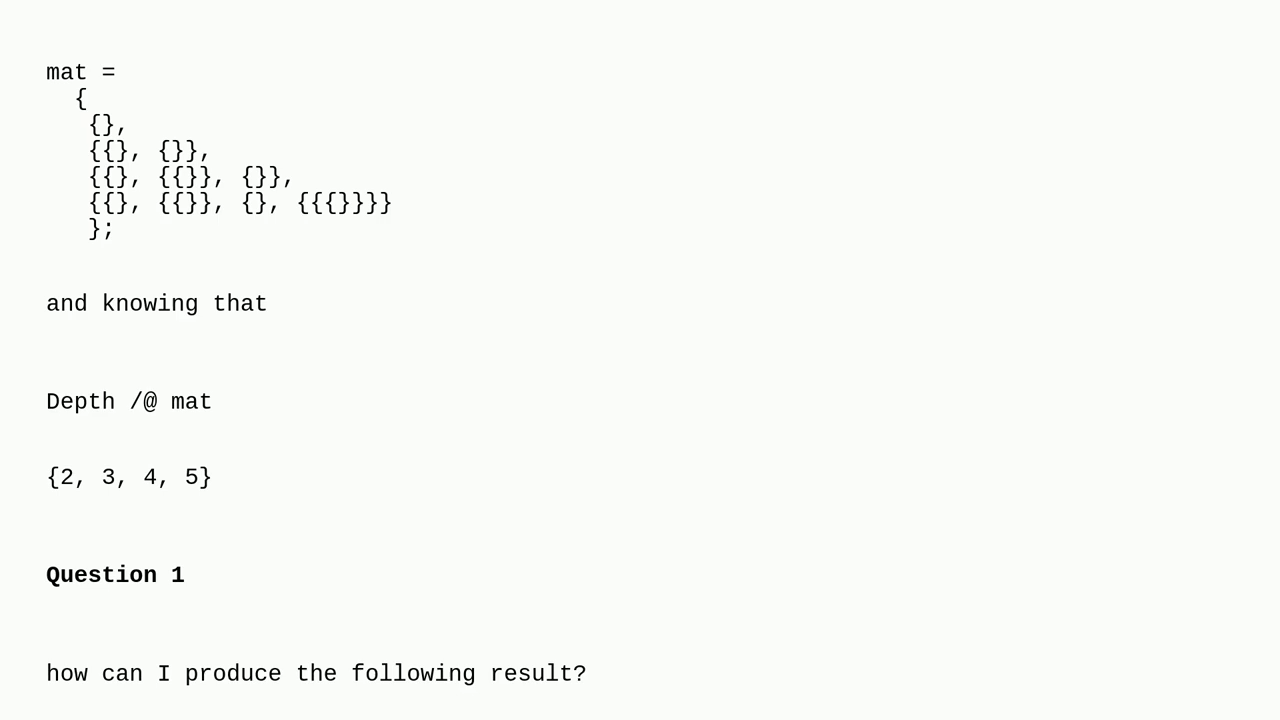 mat =
{
{},
{{}, {}},
{{}, {{}}, {}},
{{}, {{}}, {}, {{{}}}}
};
and knowing that
Depth /@ mat
{2, 3, 4, 5}
Question 1
how can I produce the following result?